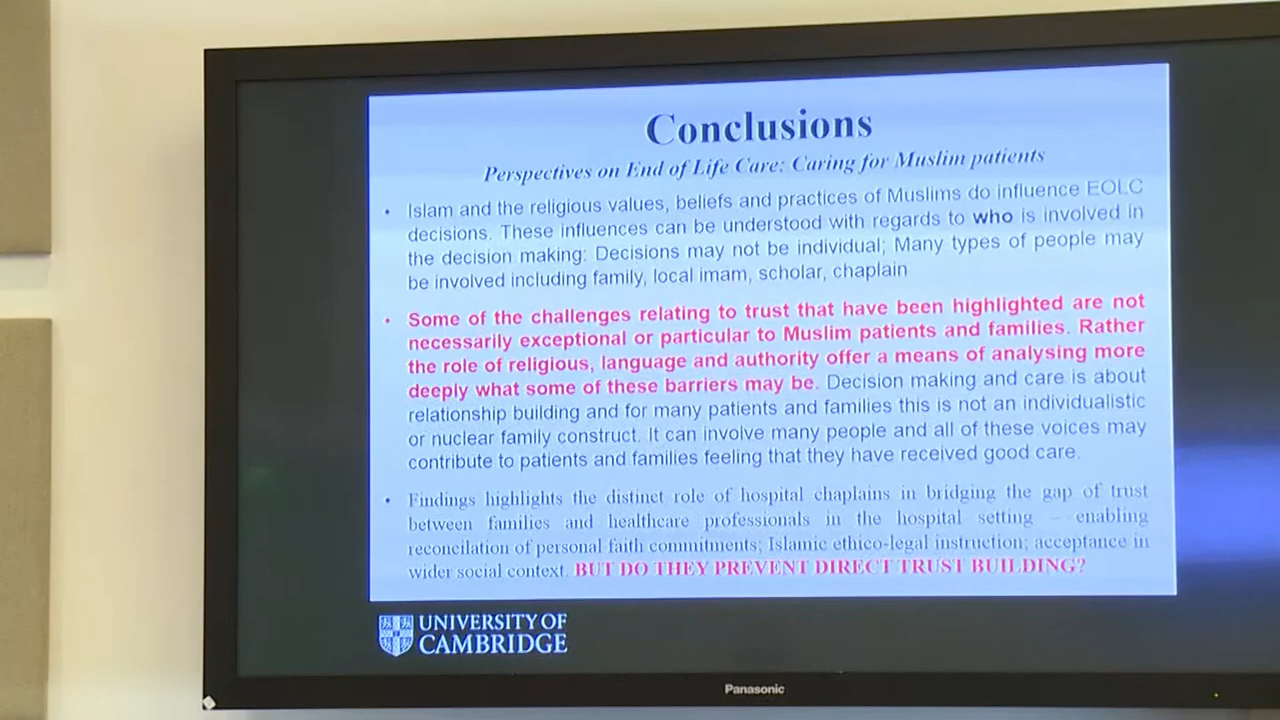 Conclusions
Perspectives on End of Life Care: Caring for Muslim patients
• Islam and the religious values, beliefs and practices of Muslims do influence EOLC
decisions. These influences can be understood with regards to who is involved in
the decision making: Decisions may not be individual; Many types of people may
be involved including family, local imam, scholar, chaplain
• Some of the challenges relating to trust that have been highlighted are not
necessarily exceptional or particular to Muslim patients and families. Rather
the role of religious, language and authority offer a means of analysing more
deeply what some of these barriers may be. Decision making and care is about
relationship building and for many patients and families this is not an individualistic
or nuclear family construct. It can involve many people and all of these voices may
contribute to patients and families feeling that they have received good care.
• Findings highlights the distinct role of hospital chaplains in bridging the gap of trust
between families and healthcare professionals in the hospital setting – enabling
reconcilation of personal faith commitments; Islamic ethico-legal instruction; acceptance in
wider social context. BUT DO THEY PREVENT DIRECT TRUST BUILDING?
UNIVERSITY OF
CAMBRIDGE
Panasonic